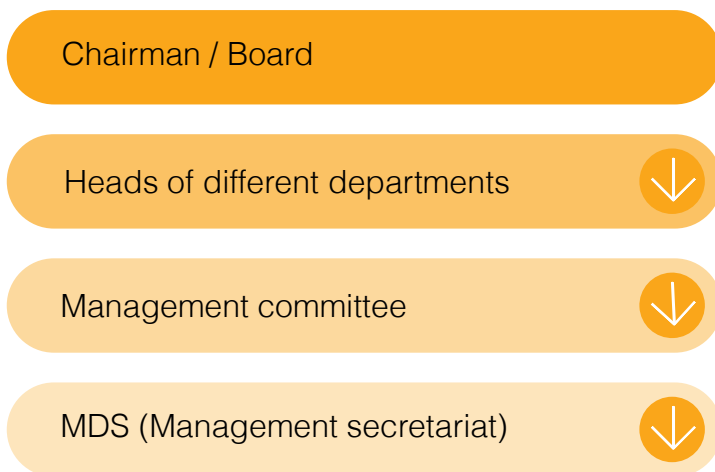 Chairman / Board
Heads of different departments
Management committee
MDS (Management secretariat)